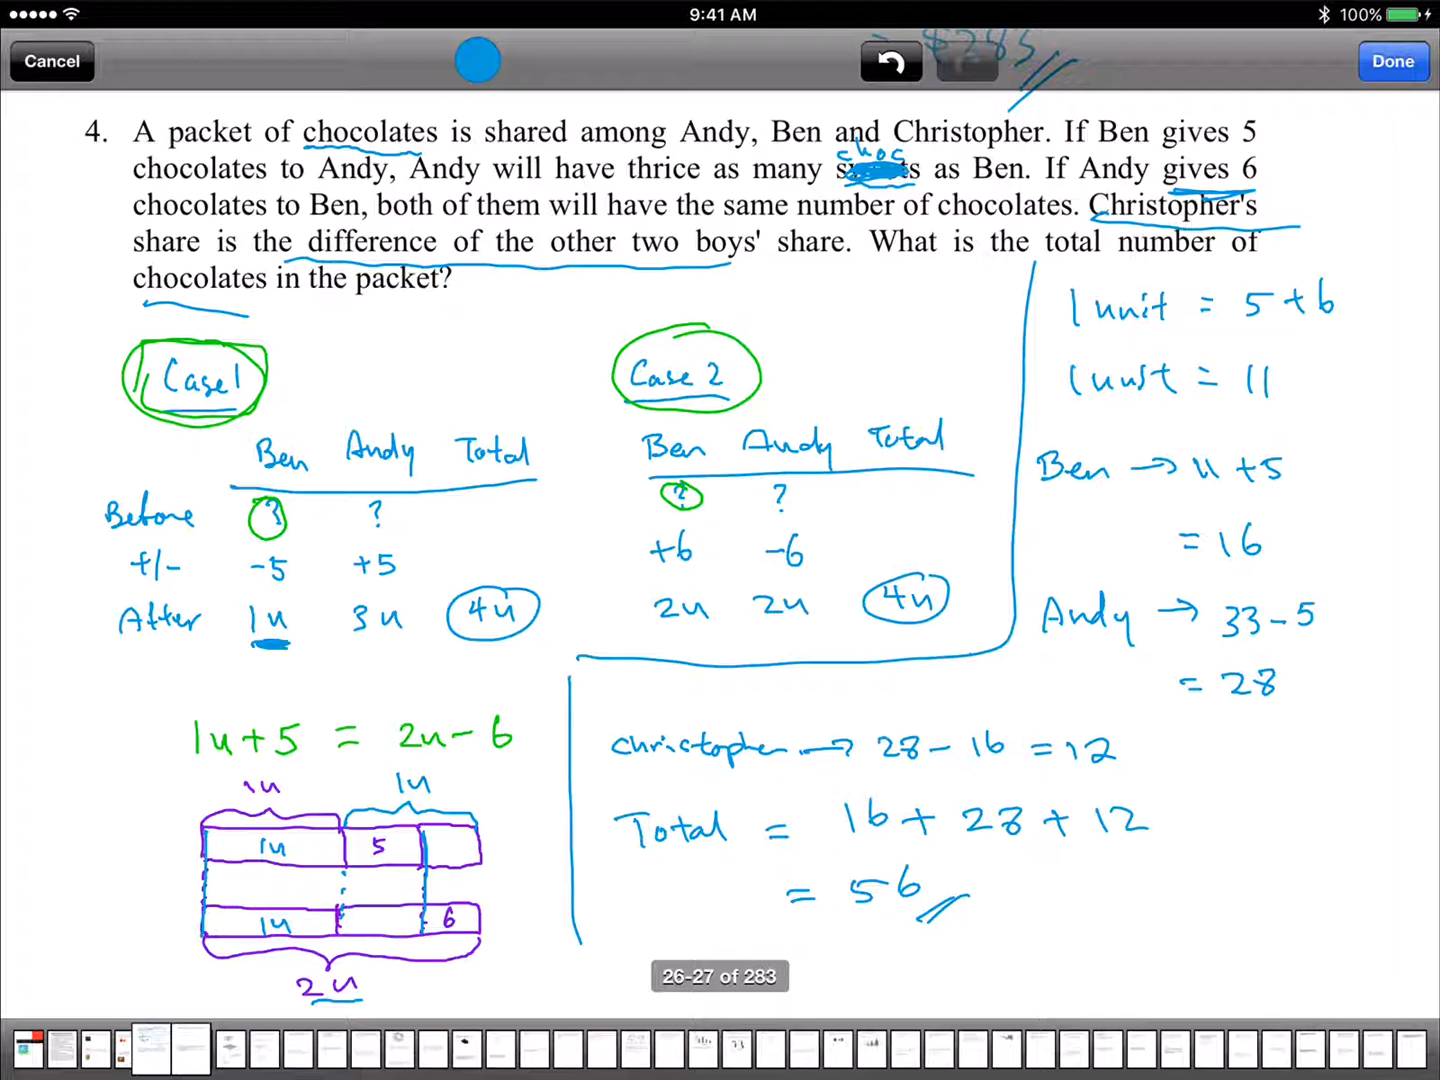 9:41 AM
100%
Cancel
= $283
Done
4. A packet of chocolates is shared among Andy, Ben and Christopher. If Ben gives 5
choc
chocolates to Andy, Andy will have thrice as many s as Ben. If Andy gives 6
chocolates to Ben, both of them will have the same number of chocolates. Christopher's
share is the difference of the other two boys' share. What is the total number of
chocolates in the packet?
Case 1
Ben Andy Total
Before ? ?
+/- -5 +5
After 1u 3u 4u
Case 2
Ben Andy Total
? ?
+6 -6
2u 2u 4u
1u + 5 = 2u - 6
1u 1u
1u 5
1u 6
2u
1 unit = 5 + 6
1 unit = 11
Ben → 11 + 5
= 16
Andy → 33 - 5
= 28
Christopher → 28 - 16 = 12
Total = 16 + 28 + 12
= 56
26-27 of 283